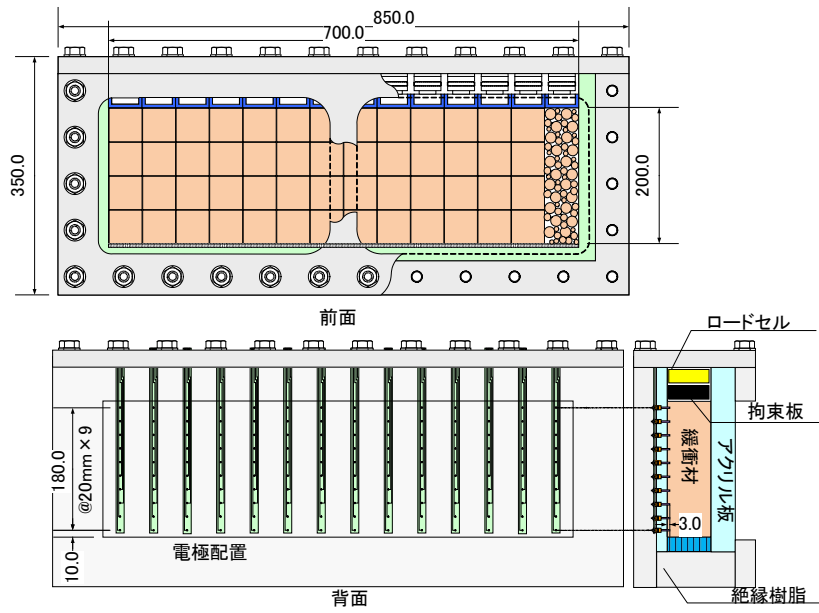 850.0
700.0
350.0
200.0
前面
ロードセル
拘束板
緩衝材
アクリル板
180.0
@20mm×9
3.0
10.0
電極配置
背面
絶縁樹脂